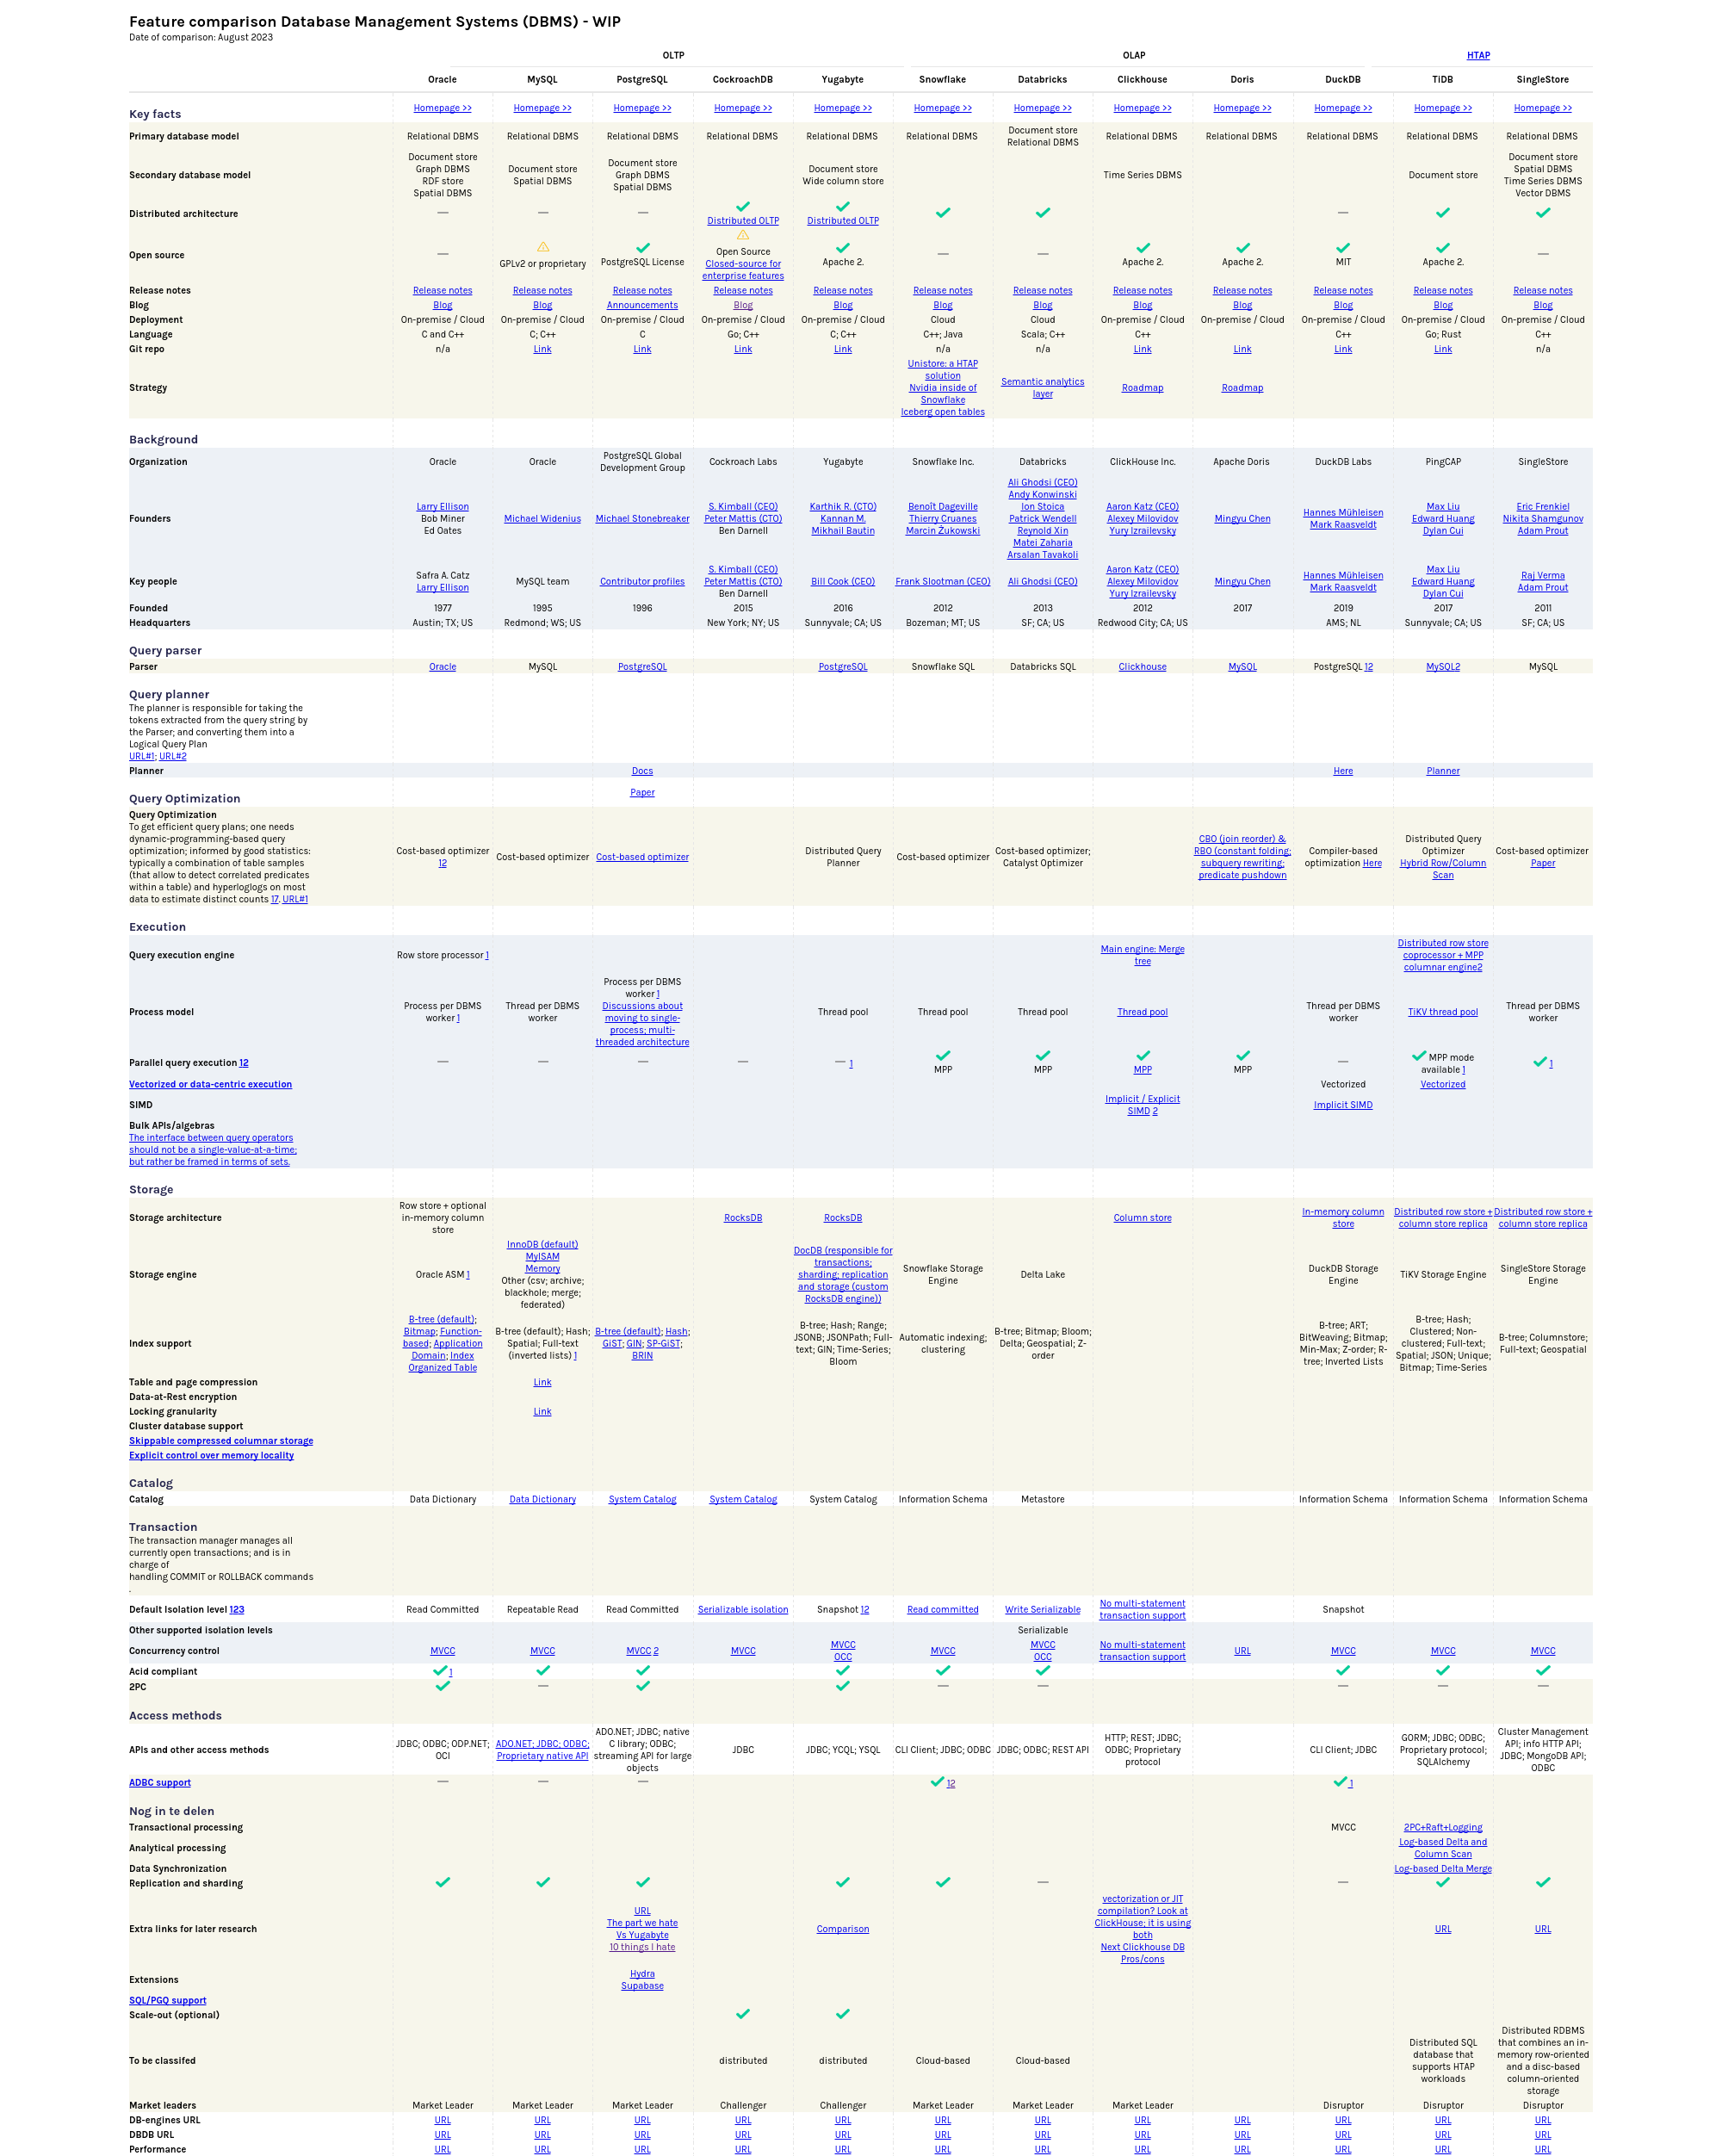 Feature comparison Database Management Systems (DBMS) - WIP
Date of comparison: August 2023
OLTP OLAP HTAP
Oracle MySQL PostgreSQL CockroachDB Yugabyte Snowflake Databricks Clickhouse Doris DuckDB TiDB SingleStore
Homepage >> Homepage >> Homepage >> Homepage >> Homepage >> Homepage >> Homepage >> Homepage >> Homepage >> Homepage >> Homepage >> Homepage >>
Key facts
Primary database model
Relational DBMS
Relational DBMS
Relational DBMS
Relational DBMS
Relational DBMS
Relational DBMS
Document store
Relational DBMS
Relational DBMS
Relational DBMS
Relational DBMS
Relational DBMS
Relational DBMS
Secondary database model
Document store
Graph DBMS
RDF store
Spatial DBMS
Document store
Spatial DBMS
Document store
Graph DBMS
Spatial DBMS
Document store
Wide column store
Time Series DBMS
Document store
Document store
Spatial DBMS
Time Series DBMS
Vector DBMS
Distributed architecture
—
—
—
✓
Distributed OLTP
✓
Distributed OLTP
✓
✓
—
✓
✓
Open source
—
⚠
GPLv2 or proprietary
✓
PostgreSQL License
⚠
Open Source
Closed-source for
enterprise features
✓
Apache 2.
—
—
✓
Apache 2.
✓
Apache 2.
✓
MIT
✓
Apache 2.
—
Release notes Release notes Release notes Release notes Release notes Release notes Release notes Release notes Release notes Release notes Release notes Release notes Release notes
Blog Blog Blog Announcements Blog Blog Blog Blog Blog Blog Blog Blog Blog
Deployment On-premise / Cloud On-premise / Cloud On-premise / Cloud On-premise / Cloud On-premise / Cloud Cloud Cloud On-premise / Cloud On-premise / Cloud On-premise / Cloud On-premise / Cloud On-premise / Cloud
Language C and C++ C; C++ C Go; C++ C; C++ C++; Java Scala; C++ C++ C++ Go; Rust C++
Git repo n/a Link Link Link Link n/a n/a Link Link Link Link n/a
Strategy
Unistore: a HTAP
solution
Nvidia inside of
Snowflake
Iceberg open tables
Semantic analytics
layer
Roadmap
Roadmap
Background
Organization
Oracle
Oracle
PostgreSQL Global
Development Group
Cockroach Labs
Yugabyte
Snowflake Inc.
Databricks
ClickHouse Inc.
Apache Doris
DuckDB Labs
PingCAP
SingleStore
Founders
Larry Ellison
Bob Miner
Ed Oates
Michael Widenius
Michael Stonebreaker
S. Kimball (CEO)
Peter Mattis (CTO)
Ben Darnell
Karthik R. (CTO)
Kannan M.
Mikhail Bautin
Benoît Dageville
Thierry Cruanes
Marcin Żukowski
Ali Ghodsi (CEO)
Andy Konwinski
Ion Stoica
Patrick Wendell
Reynold Xin
Matei Zaharia
Arsalan Tavakoli
Aaron Katz (CEO)
Alexey Milovidov
Yury Izrailevsky
Mingyu Chen
Hannes Mühleisen
Mark Raasveldt
Max Liu
Edward Huang
Dylan Cui
Eric Frenkiel
Nikita Shamgunov
Adam Prout
Key people
Safra A. Catz
Larry Ellison
MySQL team
Contributor profiles
S. Kimball (CEO)
Peter Mattis (CTO)
Ben Darnell
Bill Cook (CEO)
Frank Slootman (CEO)
Ali Ghodsi (CEO)
Aaron Katz (CEO)
Alexey Milovidov
Yury Izrailevsky
Mingyu Chen
Hannes Mühleisen
Mark Raasveldt
Max Liu
Edward Huang
Dylan Cui
Raj Verma
Adam Prout
Founded 1977 1995 1996 2015 2016 2012 2013 2012 2017 2019 2017 2011
Headquarters Austin; TX; US Redmond; WS; US New York; NY; US Sunnyvale; CA; US Bozeman; MT; US SF; CA; US Redwood City; CA; US AMS; NL Sunnyvale; CA; US SF; CA; US
Query parser
Parser Oracle MySQL PostgreSQL PostgreSQL Snowflake SQL Databricks SQL Clickhouse MySQL PostgreSQL 12 MySQL2 MySQL
Query planner
The planner is responsible for taking the
tokens extracted from the query string by
the Parser; and converting them into a
Logical Query Plan
URL#1; URL#2
Planner Docs Here Planner
Paper
Query Optimization
Query Optimization
To get efficient query plans; one needs
dynamic-programming-based query
optimization; informed by good statistics:
typically a combination of table samples
(that allow to detect correlated predicates
within a table) and hyperloglogs on most
data to estimate distinct counts 17. URL#1
Cost-based optimizer
12
Cost-based optimizer
Cost-based optimizer
Distributed Query
Planner
Cost-based optimizer
Cost-based optimizer;
Catalyst Optimizer
CBO (join reorder) &
RBO (constant folding;
subquery rewriting;
predicate pushdown
Compiler-based
optimization Here
Distributed Query
Optimizer
Hybrid Row/Column
Scan
Cost-based optimizer
Paper
Execution
Query execution engine
Row store processor 1
Main engine: Merge
tree
Distributed row store
coprocessor + MPP
columnar engine2
Process model
Process per DBMS
worker 1
Thread per DBMS
worker
Process per DBMS
worker 1
Discussions about
moving to single-
process; multi-
threaded architecture
Thread pool
Thread pool
Thread pool
Thread pool
Thread per DBMS
worker
TiKV thread pool
Thread per DBMS
worker
Parallel query execution 12
—
—
—
—
— 1
✓
MPP
✓
MPP
✓
MPP
✓
MPP
—
✓ MPP mode
available 1
✓ 1
Vectorized or data-centric execution Vectorized Vectorized
SIMD
Implicit / Explicit
SIMD 2
Implicit SIMD
Bulk APIs/algebras
The interface between query operators
should not be a single-value-at-a-time;
but rather be framed in terms of sets.
Storage
Storage architecture
Row store + optional
in-memory column
store
RocksDB
RocksDB
Column store
In-memory column
store
Distributed row store +
column store replica
Distributed row store +
column store replica
Storage engine
Oracle ASM 1
InnoDB (default)
MyISAM
Memory
Other (csv; archive;
blackhole; merge;
federated)
DocDB (responsible for
transactions;
sharding; replication
and storage (custom
RocksDB engine))
Snowflake Storage
Engine
Delta Lake
DuckDB Storage
Engine
TiKV Storage Engine
SingleStore Storage
Engine
Index support
B-tree (default);
Bitmap; Function-
based; Application
Domain; Index
Organized Table
B-tree (default); Hash;
Spatial; Full-text
(inverted lists) 1
B-tree (default); Hash;
GiST; GIN; SP-GiST;
BRIN
B-tree; Hash; Range;
JSONB; JSONPath; Full-
text; GIN; Time-Series;
Bloom
Automatic indexing;
clustering
B-tree; Bitmap; Bloom;
Delta; Geospatial; Z-
order
B-tree; ART;
BitWeaving; Bitmap;
Min-Max; Z-order; R-
tree; Inverted Lists
B-tree; Hash;
Clustered; Non-
clustered; Full-text;
Spatial; JSON; Unique;
Bitmap; Time-Series
B-tree; Columnstore;
Full-text; Geospatial
Table and page compression Link
Data-at-Rest encryption
Locking granularity Link
Cluster database support
Skippable compressed columnar storage
Explicit control over memory locality
Catalog
Catalog Data Dictionary Data Dictionary System Catalog System Catalog System Catalog Information Schema Metastore Information Schema Information Schema Information Schema
Transaction
The transaction manager manages all
currently open transactions; and is in
charge of
handling COMMIT or ROLLBACK commands
.
Default Isolation level 123
Read Committed
Repeatable Read
Read Committed
Serializable isolation
Snapshot 12
Read committed
Write Serializable
No multi-statement
transaction support
Snapshot
Other supported isolation levels Serializable
Concurrency control
MVCC
MVCC
MVCC 2
MVCC
MVCC
OCC
MVCC
MVCC
OCC
No multi-statement
transaction support
URL
MVCC
MVCC
MVCC
Acid compliant ✓ 1 ✓ ✓ ✓ ✓ ✓ ✓ ✓ ✓
2PC ✓ — ✓ ✓ — — — — —
Access methods
APIs and other access methods
JDBC; ODBC; ODP.NET;
OCI
ADO.NET; JDBC; ODBC;
Proprietary native API
ADO.NET; JDBC; native
C library; ODBC;
streaming API for large
objects
JDBC
JDBC; YCQL; YSQL
CLI Client; JDBC; ODBC
JDBC; ODBC; REST API
HTTP; REST; JDBC;
ODBC; Proprietary
protocol
CLI Client; JDBC
GORM; JDBC; ODBC;
Proprietary protocol;
SQLAlchemy
Cluster Management
API; info HTTP API;
JDBC; MongoDB API;
ODBC
ADBC support — — — ✓ 12 ✓ 1
Nog in te delen
Transactional processing MVCC 2PC+Raft+Logging
Analytical processing
Log-based Delta and
Column Scan
Data Synchronization Log-based Delta Merge
Replication and sharding ✓ ✓ ✓ ✓ ✓ — — ✓ ✓
Extra links for later research
URL
The part we hate
Vs Yugabyte
10 things I hate
Comparison
vectorization or JIT
compilation? Look at
ClickHouse; it is using
both
Next Clickhouse DB
Pros/cons
URL
URL
Extensions
Hydra
Supabase
SQL/PGQ support
Scale-out (optional) ✓ ✓
To be classifed
distributed
distributed
Cloud-based
Cloud-based
Distributed SQL
database that
supports HTAP
workloads
Distributed RDBMS
that combines an in-
memory row-oriented
and a disc-based
column-oriented
storage
Market leaders Market Leader Market Leader Market Leader Challenger Challenger Market Leader Market Leader Market Leader Disruptor Disruptor Disruptor
DB-engines URL URL URL URL URL URL URL URL URL URL URL URL URL
DBDB URL URL URL URL URL URL URL URL URL URL URL URL URL
Performance URL URL URL URL URL URL URL URL URL URL URL URL